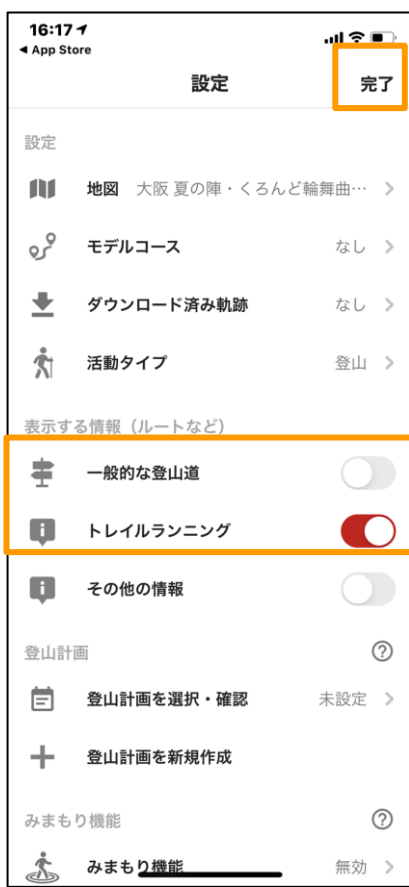 16:17
◀ App Store
設定
完了
設定
地図 大阪 夏の陣・くろんど輪舞曲…
モデルコース なし
ダウンロード済み軌跡 なし
活動タイプ 登山
表示する情報（ルートなど）
一般的な登山道
トレイルランニング
その他の情報
登山計画
登山計画を選択・確認 未設定
登山計画を新規作成
みまもり機能
みまもり機能 無効